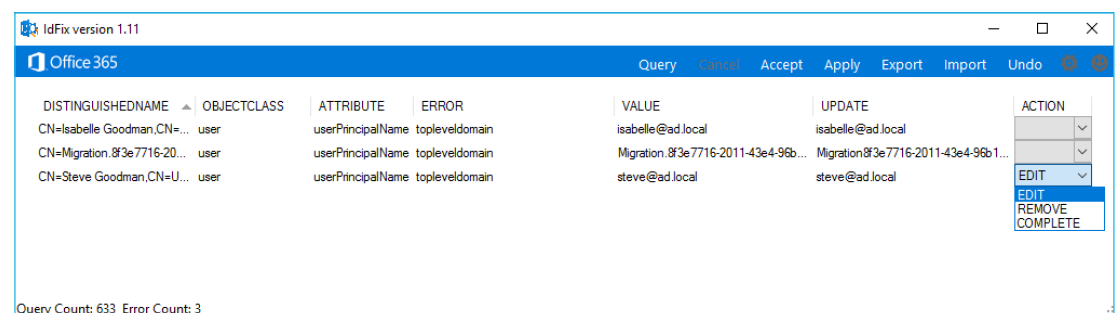 IdFix version 1.11
Office 365 Query Cancel Accept Apply Export Import Undo
DISTINGUISHEDNAME OBJECTCLASS ATTRIBUTE ERROR VALUE UPDATE ACTION
CN=Isabelle Goodman,CN=... user userPrincipalName topleveldomain isabelle@ad.local isabelle@ad.local
CN=Migration.8f3e7716-20... user userPrincipalName topleveldomain Migration.8f3e7716-2011-43e4-96b... Migration8f3e7716-2011-43e4-96b1...
CN=Steve Goodman,CN=U... user userPrincipalName topleveldomain steve@ad.local steve@ad.local EDIT
EDIT
REMOVE
COMPLETE
Query Count: 633 Error Count: 3